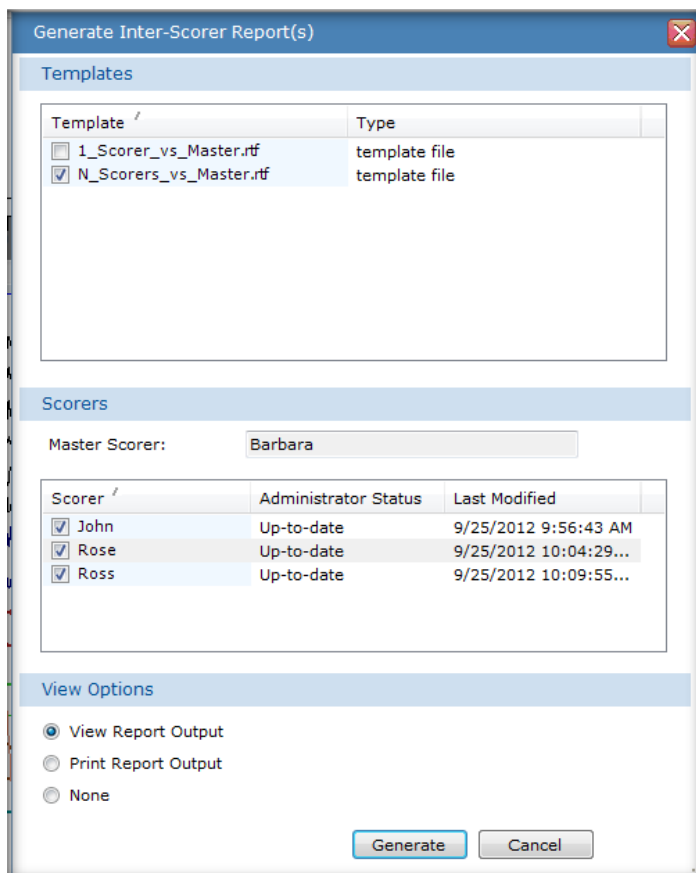 Generate Inter-Scorer Report(s)
Templates
Template Type
1_Scorer_vs_Master.rtf template file
N_Scorers_vs_Master.rtf template file
Scorers
Master Scorer: Barbara
Scorer Administrator Status Last Modified
John Up-to-date 9/25/2012 9:56:43 AM
Rose Up-to-date 9/25/2012 10:04:29...
Ross Up-to-date 9/25/2012 10:09:55...
View Options
View Report Output
Print Report Output
None
Generate Cancel